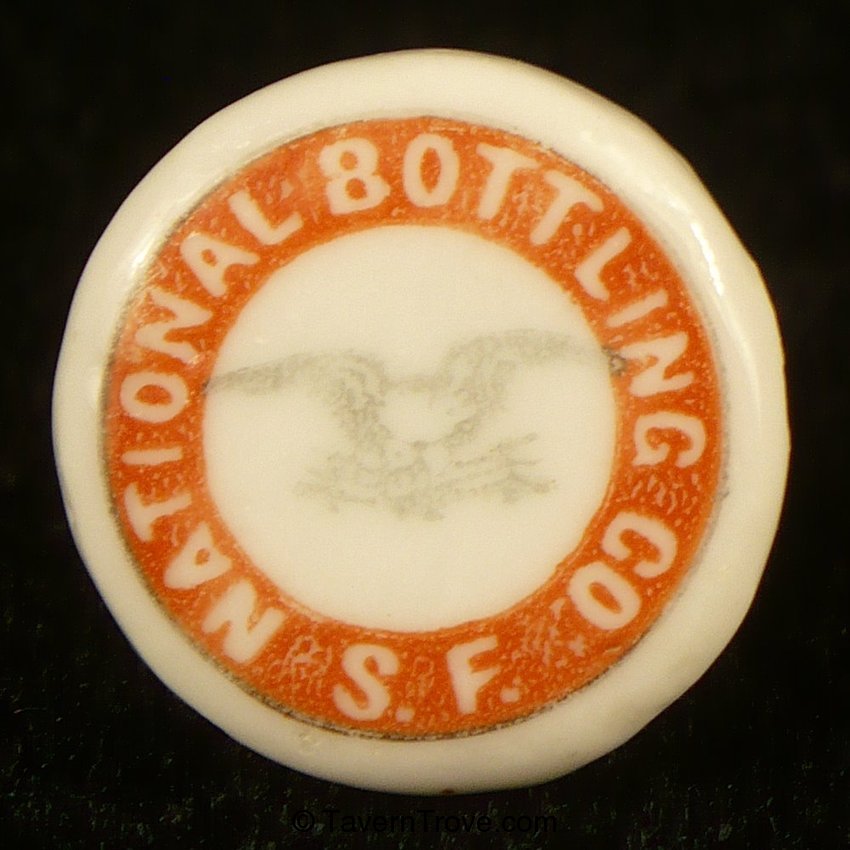 NATIONAL BOTTLING CO
S. F.
© TavernTrove.com